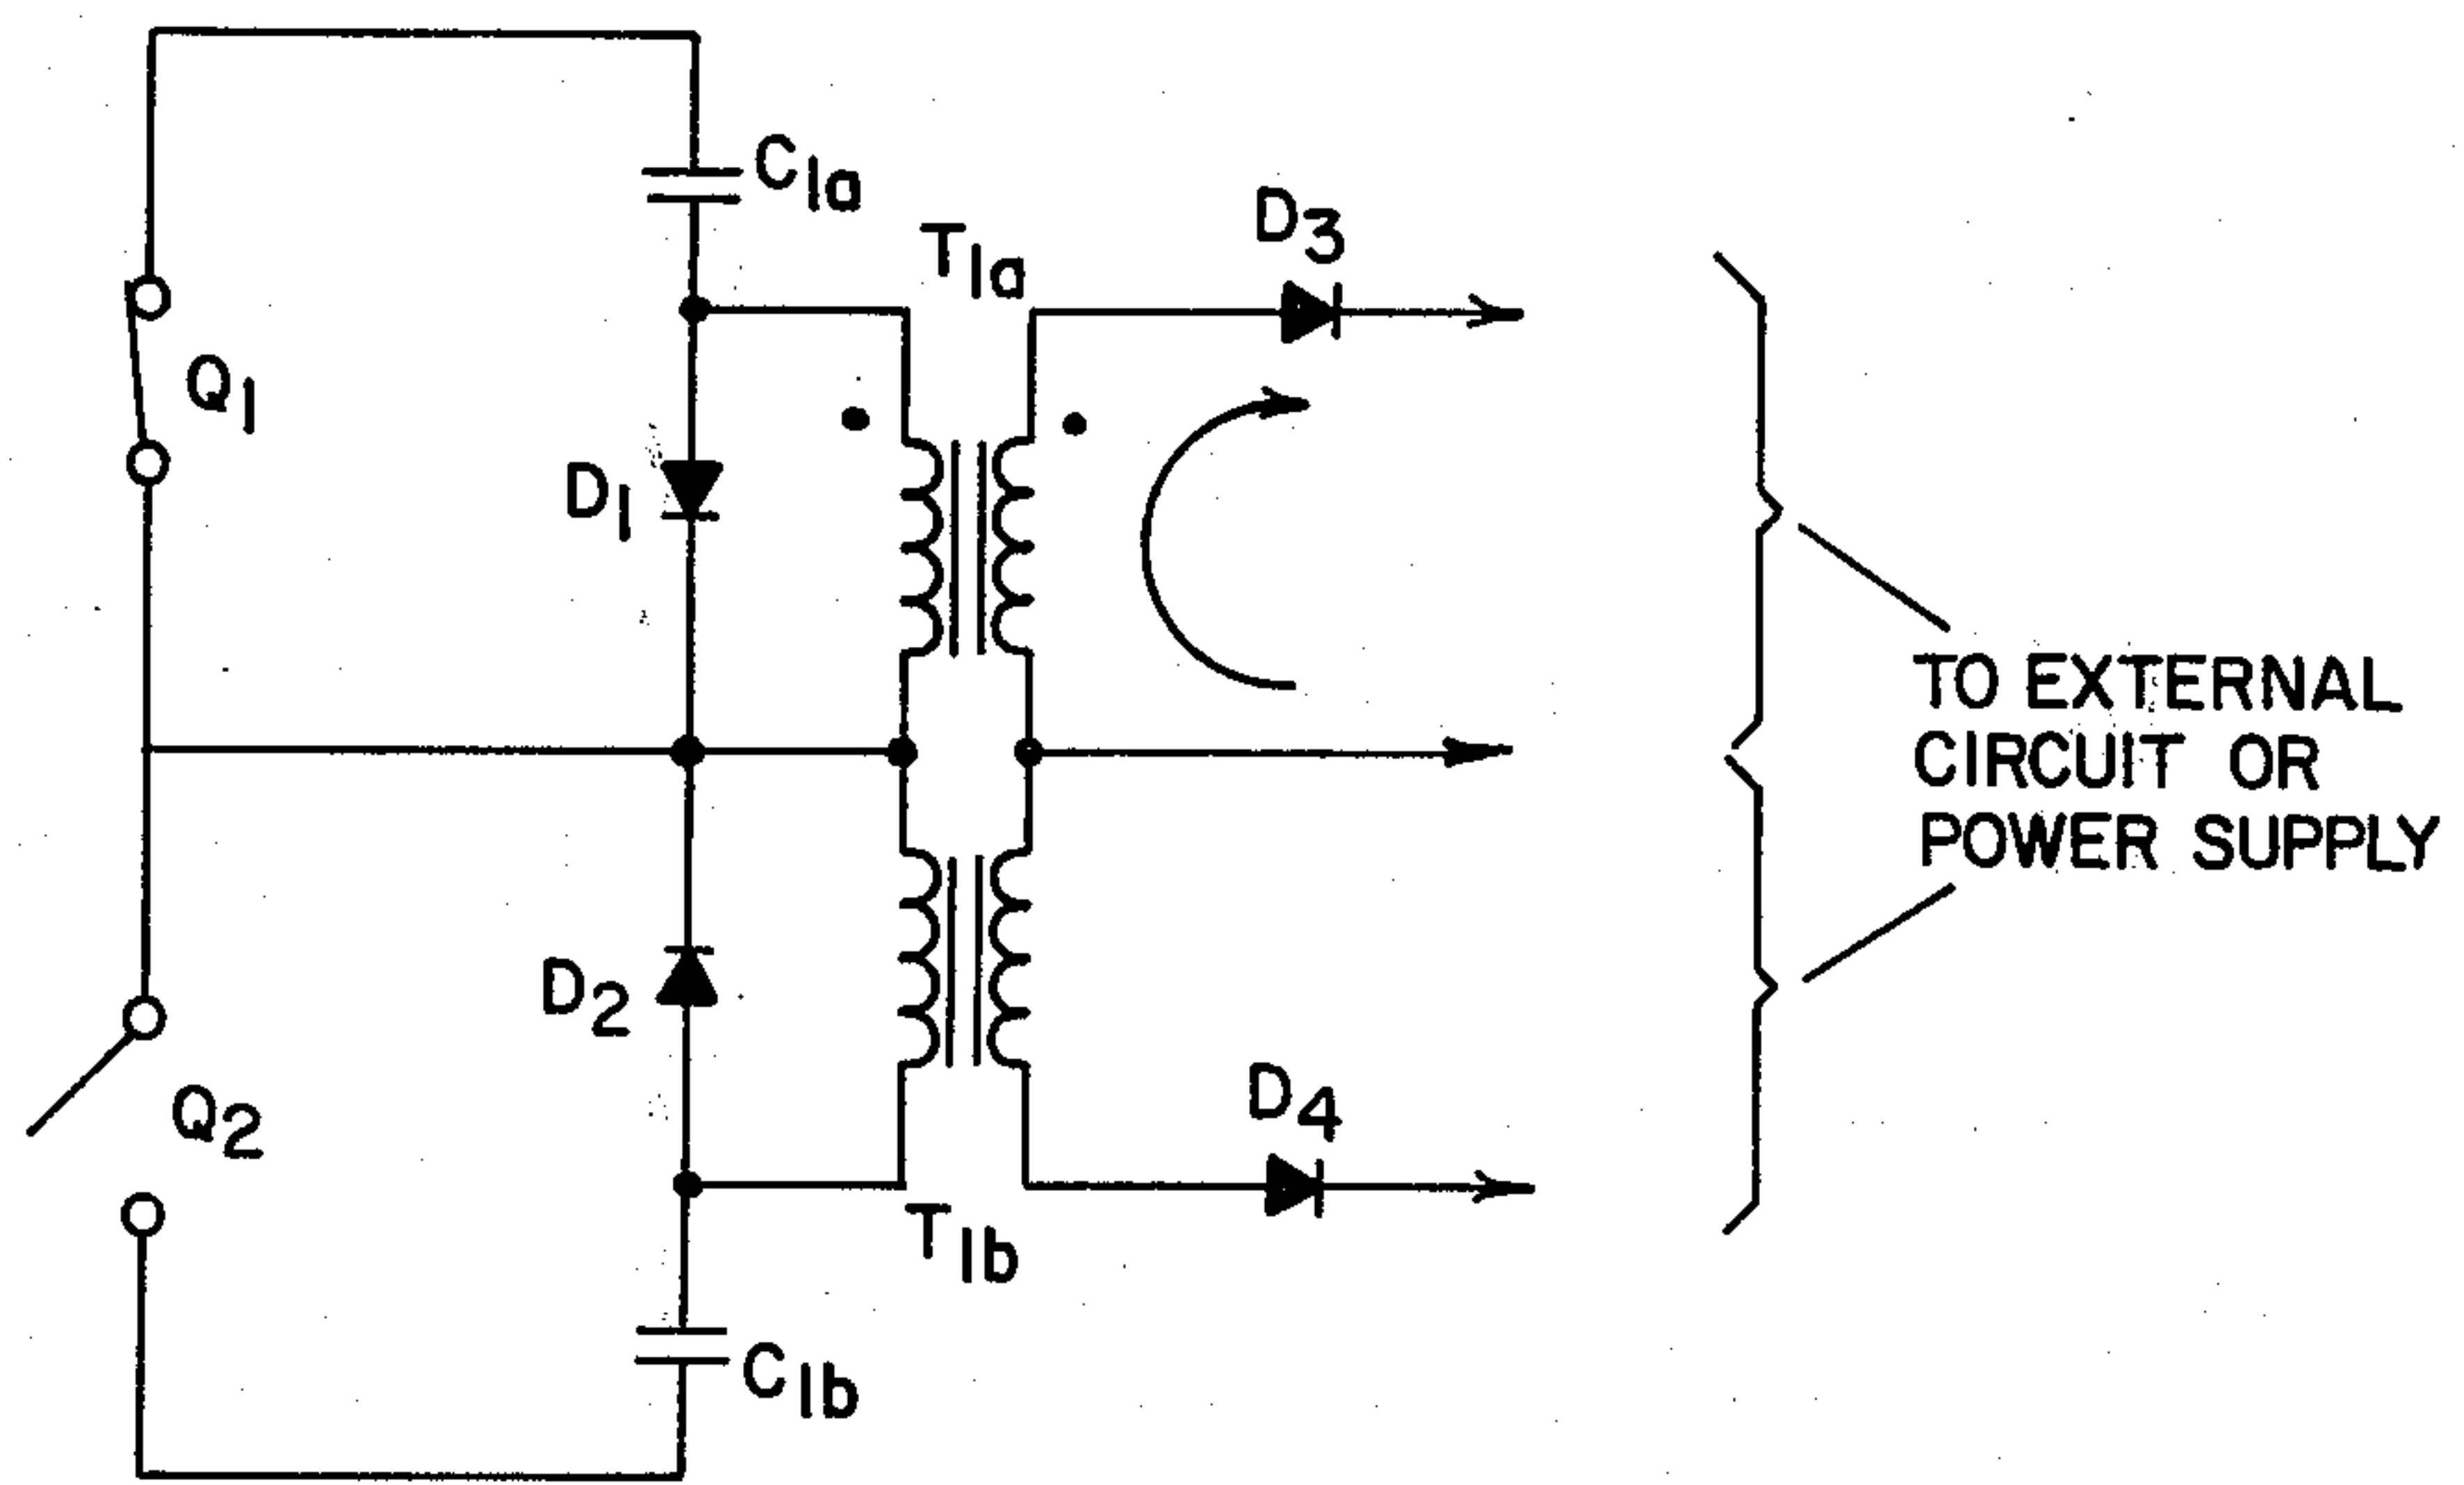 C1a
T1a
D3
Q1
D1
TO EXTERNAL
CIRCUIT OR
POWER SUPPLY
D2
Q2
D4
T1b
C1b